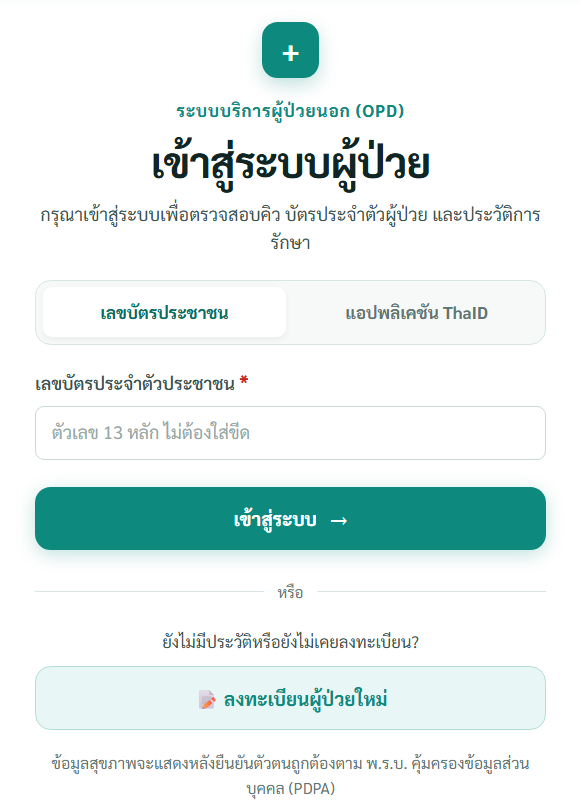 +
ระบบบริการผู้ป่วยนอก (OPD)
เข้าสู่ระบบผู้ป่วย
กรุณาเข้าสู่ระบบเพื่อตรวจสอบคิว บัตรประจำตัวผู้ป่วย และประวัติการ
รักษา
เลขบัตรประชาชน
แอปพลิเคชัน ThaID
เลขบัตรประจำตัวประชาชน *
ตัวเลข 13 หลัก ไม่ต้องใส่ขีด
เข้าสู่ระบบ →
หรือ
ยังไม่มีประวัติหรือยังไม่เคยลงทะเบียน?
📝 ลงทะเบียนผู้ป่วยใหม่
ข้อมูลสุขภาพจะแสดงหลังยืนยันตัวตนถูกต้องตาม พ.ร.บ. คุ้มครองข้อมูลส่วน
บุคคล (PDPA)